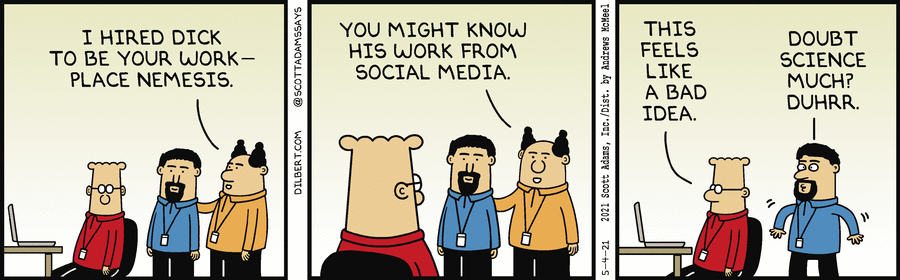 I HIRED DICK
TO BE YOUR WORK—
PLACE NEMESIS.
DILBERT.COM @SCOTTADAMSSAYS
YOU MIGHT KNOW
HIS WORK FROM
SOCIAL MEDIA.
5-4-21 2021 Scott Adams, Inc./Dist. by Andrews McMeel
THIS
FEELS
LIKE
A BAD
IDEA.
DOUBT
SCIENCE
MUCH?
DUHRR.